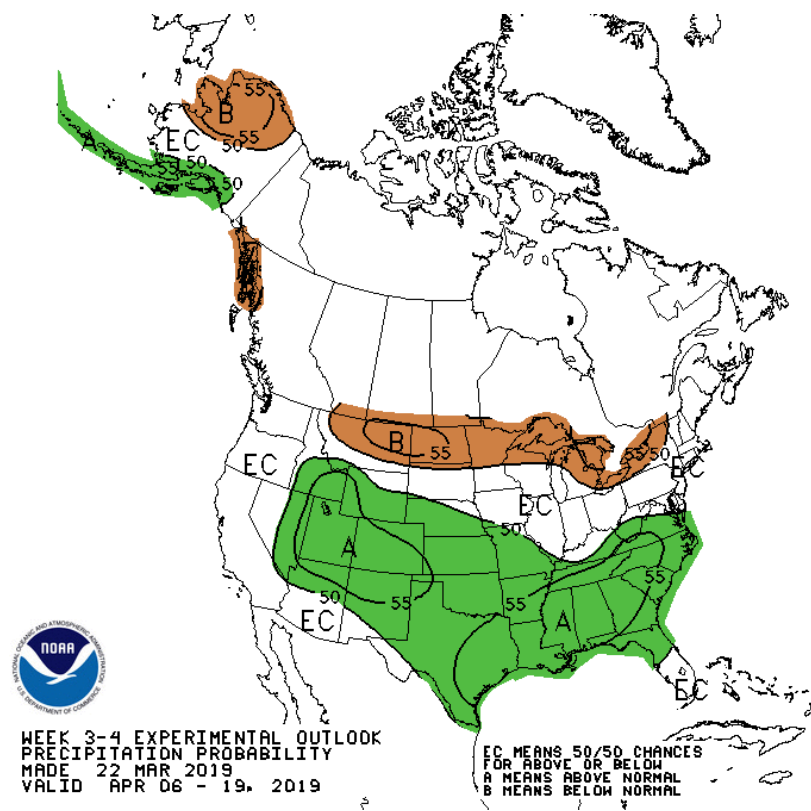 55
B
EC
55
50
A
50
55
50
B
B
55
55 50
EC
EC
EC
50
A
55
50
55
55
A
EC
EC
NOAA
NATIONAL OCEANIC AND ATMOSPHERIC ADMINISTRATION
U.S. DEPARTMENT OF COMMERCE
WEEK 3-4 EXPERIMENTAL OUTLOOK
PRECIPITATION PROBABILITY
MADE 22 MAR 2019
VALID APR 06 - 19, 2019
EC MEANS 50/50 CHANCES
FOR ABOVE OR BELOW
A MEANS ABOVE NORMAL
B MEANS BELOW NORMAL